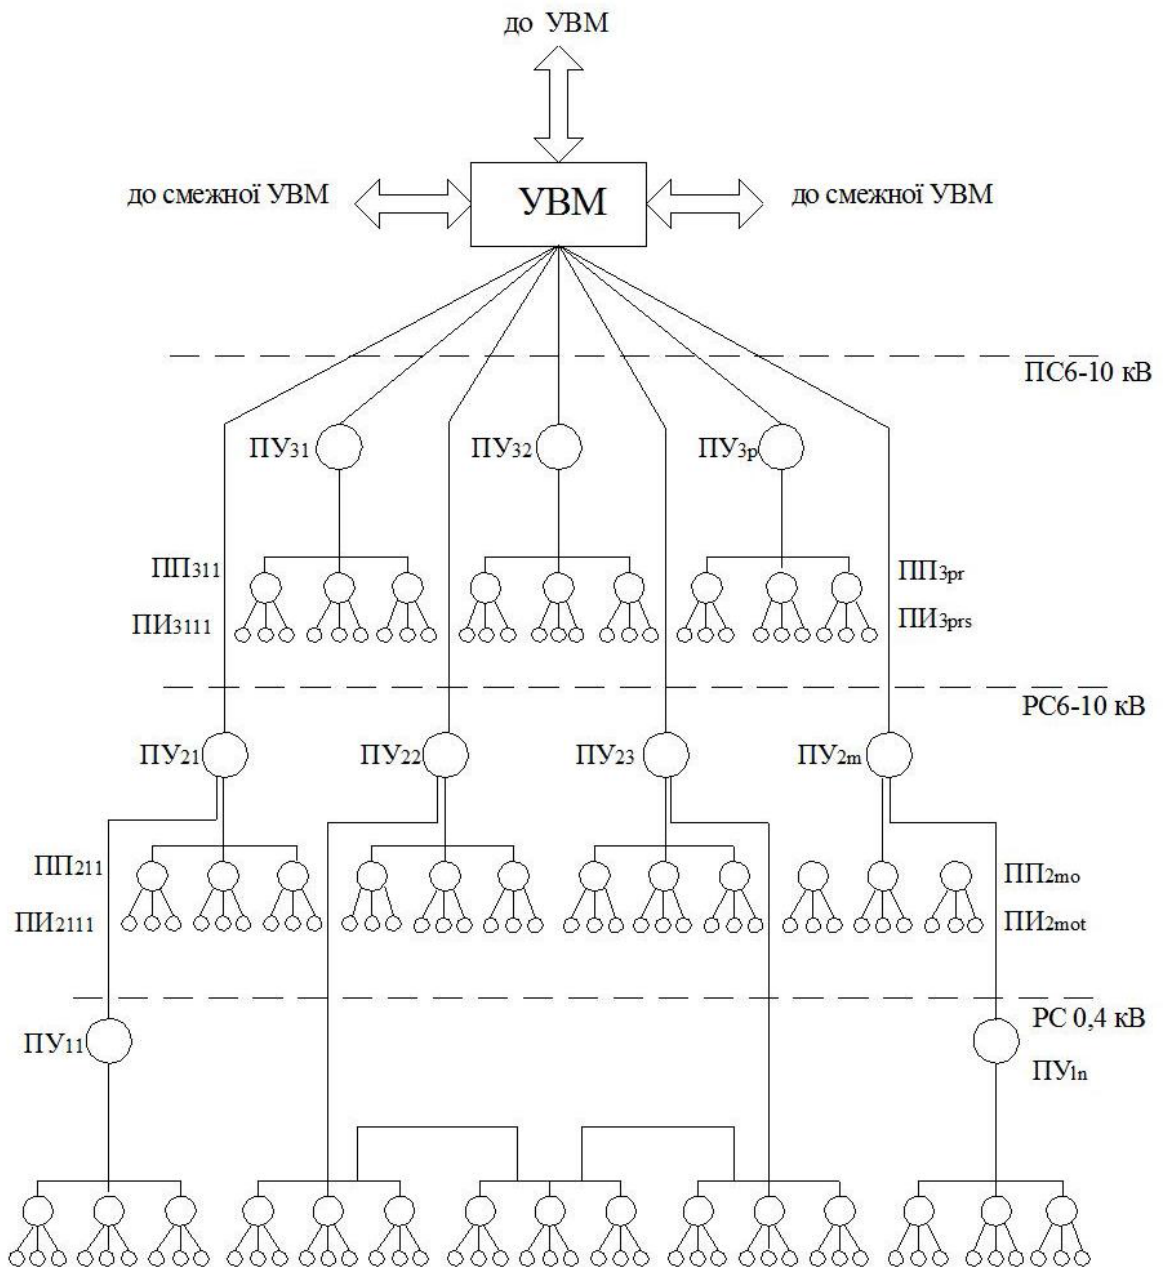 до УВМ
до смежної УВМ
УВМ
до смежної УВМ
ПС6-10 кВ
ПУ31
ПУ32
ПУ3р
ПП311
ПП3pr
ПИ3111
ПИ3prs
РС6-10 кВ
ПУ21
ПУ22
ПУ23
ПУ2m
ПП211
ПП2mo
ПИ2111
ПИ2mot
РС 0,4 кВ
ПУ11
ПУ1n